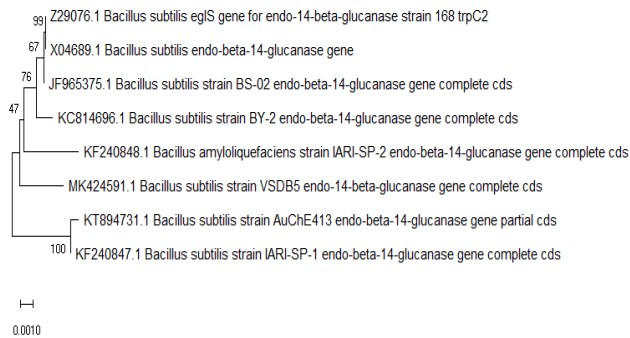 Z29076.1 Bacillus subtilis eglS gene for endo-14-beta-glucanase strain 168 trpC2
99
X04689.1 Bacillus subtilis endo-beta-14-glucanase gene
67
JF965375.1 Bacillus subtilis strain BS-02 endo-beta-14-glucanase gene complete cds
76
KC814696.1 Bacillus subtilis strain BY-2 endo-beta-14-glucanase gene complete cds
47
KF240848.1 Bacillus amyloliquefaciens strain IARI-SP-2 endo-beta-14-glucanase gene complete cds
MK424591.1 Bacillus subtilis strain VSDB5 endo-14-beta-glucanase gene complete cds
KT894731.1 Bacillus subtilis strain AuChE413 endo-beta-14-glucanase gene partial cds
100
KF240847.1 Bacillus subtilis strain IARI-SP-1 endo-beta-14-glucanase gene complete cds
0.0010